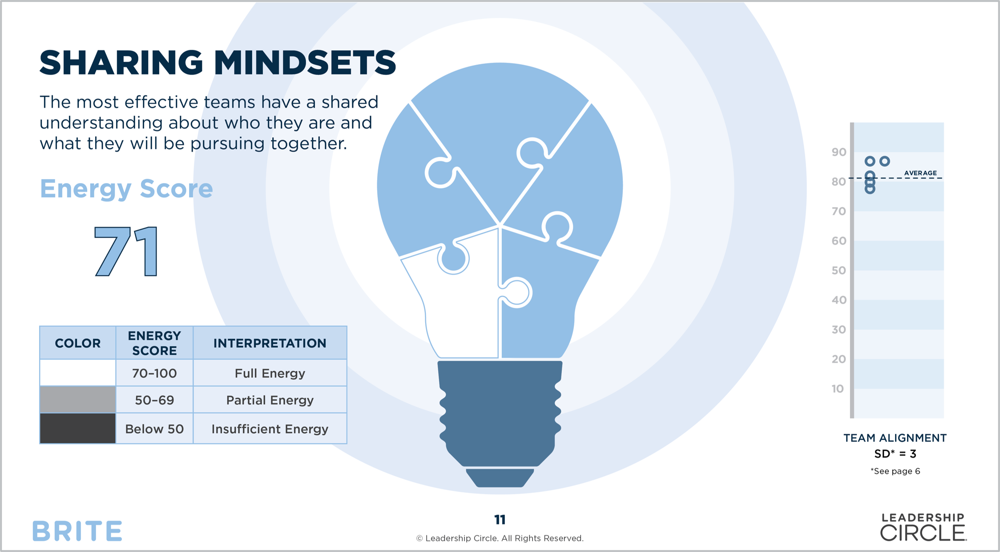 SHARING MINDSETS
The most effective teams have a shared
understanding about who they are and
what they will be pursuing together.
Energy Score
71
COLOR
ENERGY
SCORE
INTERPRETATION
70–100
Full Energy
50–69
Partial Energy
Below 50
Insufficient Energy
90
80
70
60
50
40
30
20
10
AVERAGE
TEAM ALIGNMENT
SD* = 3
*See page 6
BRITE
11
© Leadership Circle. All Rights Reserved.
LEADERSHIP
CIRCLE.